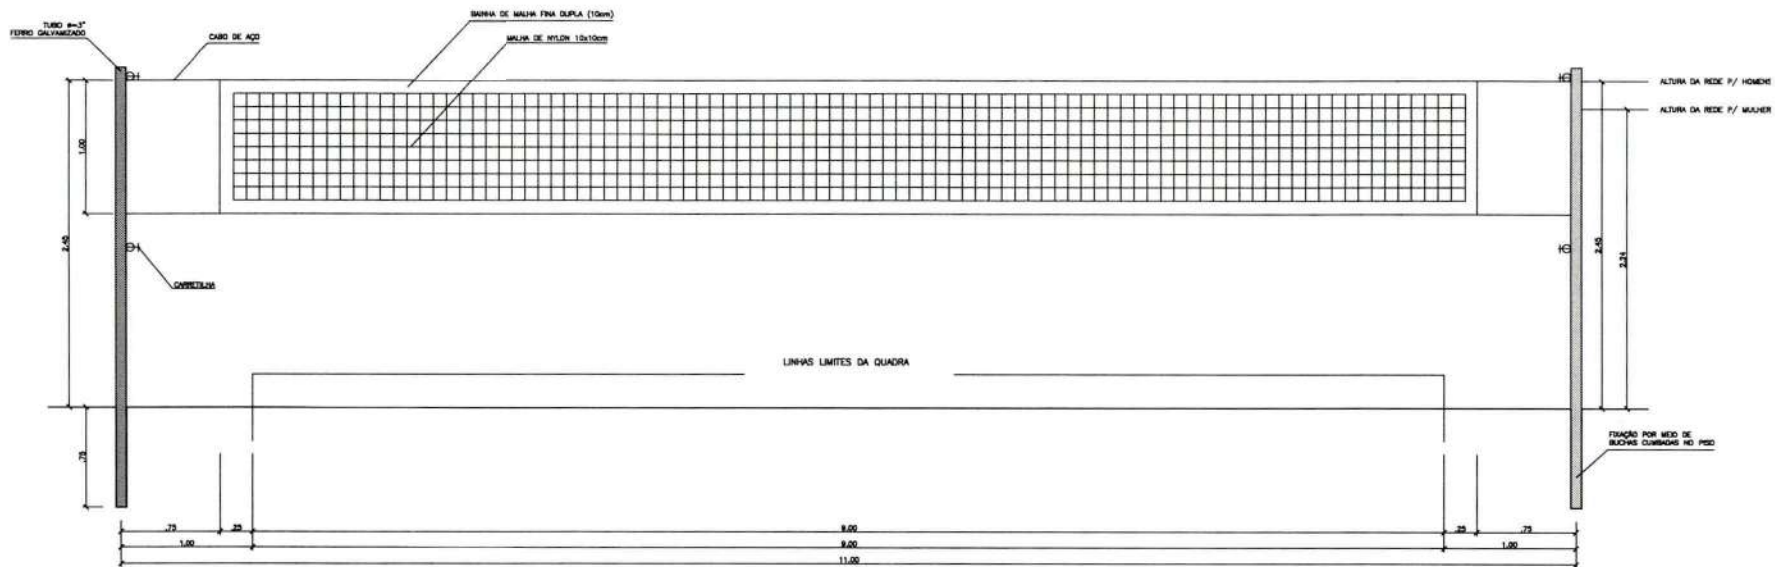 BAINHA DE MALHA FINA DUPLA (10cm)
TUBO ø=3"
FERRO GALVANIZADO
CABO DE AÇO
MALHA DE NYLON 10x10cm
ALTURA DA REDE P/ HOMENS
ALTURA DA REDE P/ MULHER
1.00
2.45
2.45
2.24
CARRETILHA
LINHAS LIMITES DA QUADRA
.75
FIXAÇÃO POR MEIO DE
BUCHAS CUMBADAS NO PISO
.75
.25
9.00
.25
.75
1.00
9.00
1.00
11.00